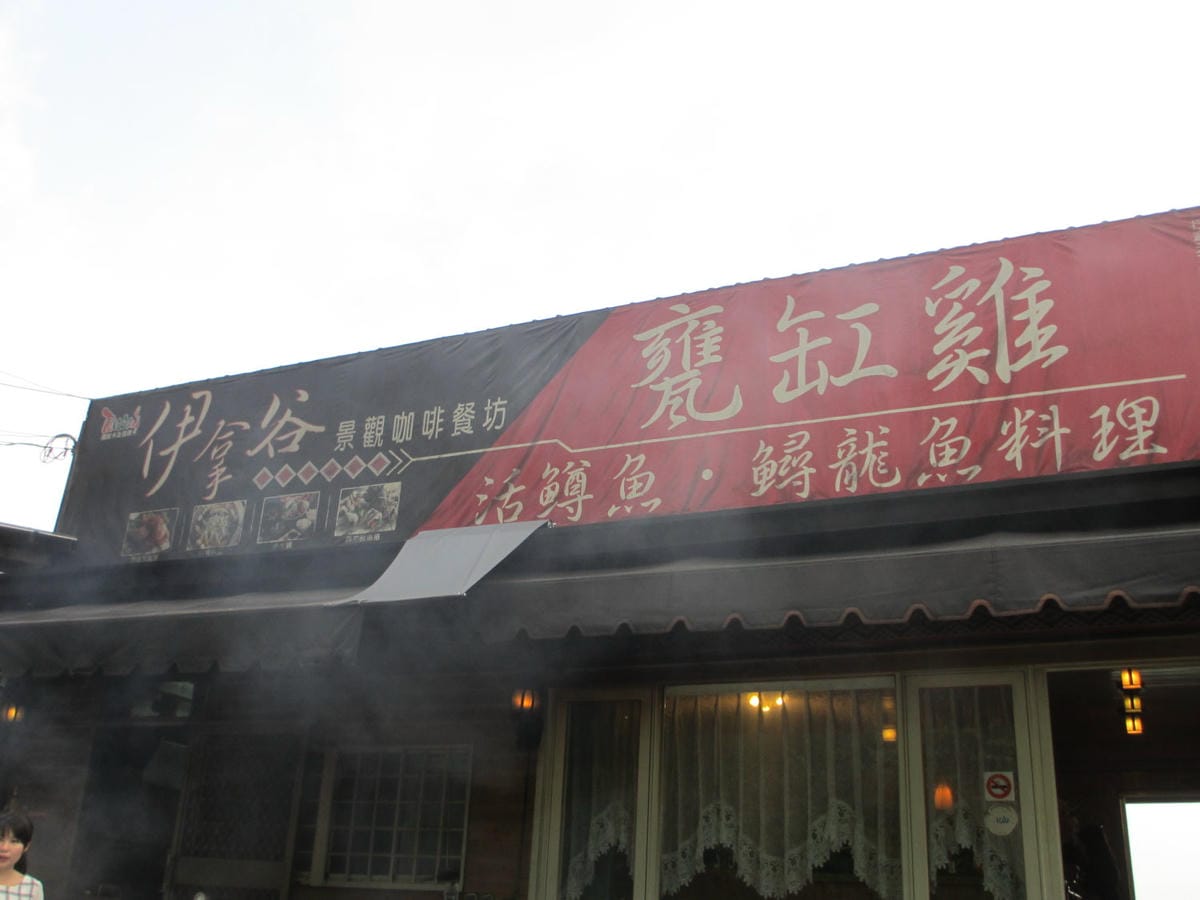 伊拿谷
景觀咖啡餐坊
甕缸雞
活鱒魚・鱘龍魚料理